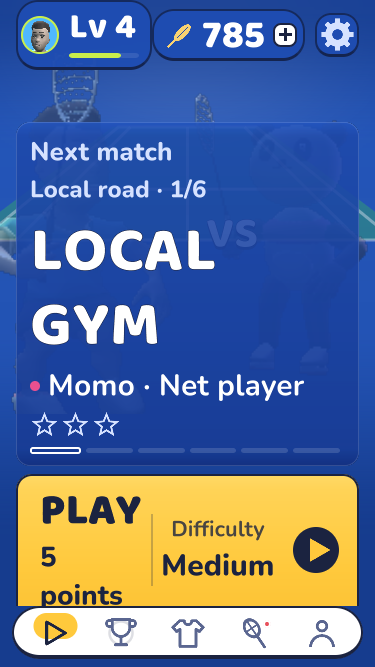 Lv 4
785
Next match
Local road · 1/6
VS
LOCAL
GYM
Momo · Net player
PLAY
5
points
Difficulty
Medium